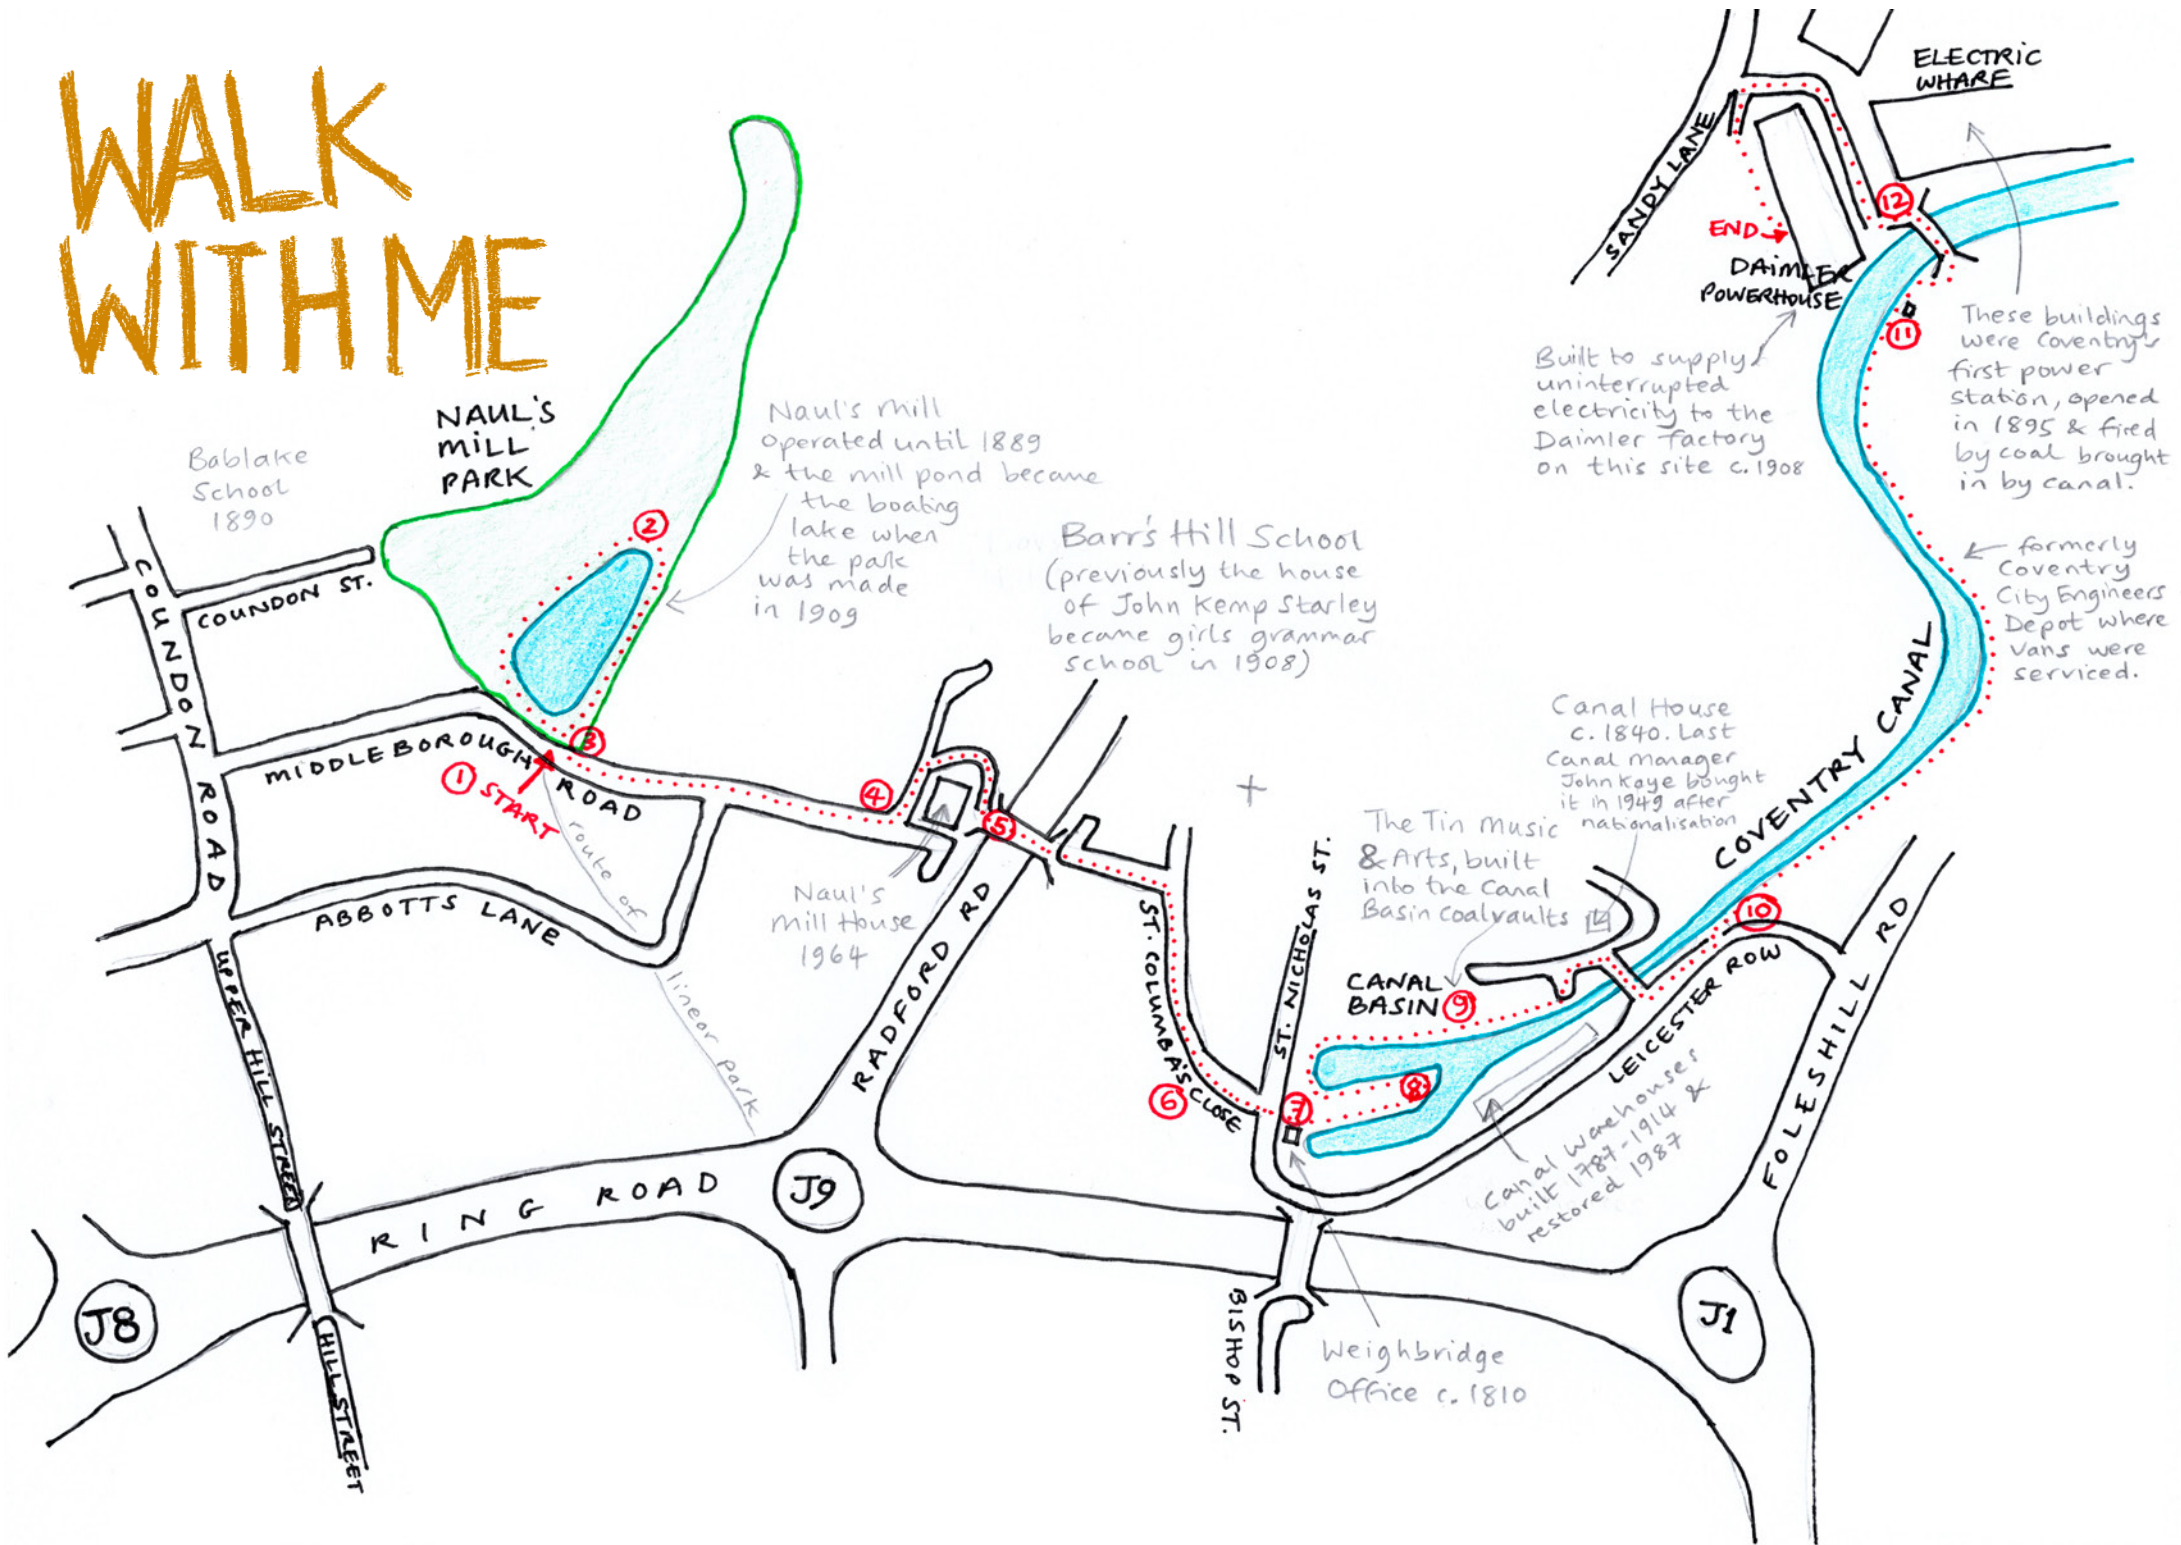 WALK
WITH ME
NAUL'S
MILL
PARK
Bablake
School
1890
Naul's Mill
operated until 1889
& the mill pond became
the boating
lake when
the park
was made
in 1909
Barr's Hill School
(previously the house
of John Kemp Starley
became girls grammar
school in 1908)
COUNDON ST.
COUNDON ROAD
MIDDLEBOROUGH ROAD
1 START
2
3
4
5
route of
linear park
ABBOTTS LANE
UPPER HILL STREET
HILL STREET
Naul's
Mill House
1964
RADFORD RD
ST. COLUMBA'S CLOSE
6
ST. NICHOLAS ST.
7
8
CANAL
BASIN 9
The Tin Music
& Arts, built
into the Canal
Basin coalvaults
Canal House
c. 1840. Last
Canal manager
John Kaye bought
it in 1949 after
nationalisation
10
LEICESTER ROW
Canal Warehouses
built 1787-1914 &
restored 1987
FOLESHILL RD
COVENTRY CANAL
RING ROAD
J8
J9
J1
BISHOP ST.
Weighbridge
Office c. 1810
formerly
Coventry
City Engineers
Depot where
vans were
serviced.
11
12
SANDY LANE
END
DAIMLER
POWERHOUSE
Built to supply
uninterrupted
electricity to the
Daimler factory
on this site c. 1908
ELECTRIC
WHARE
These buildings
were Coventry's
first power
station, opened
in 1895 & fired
by coal brought
in by canal.